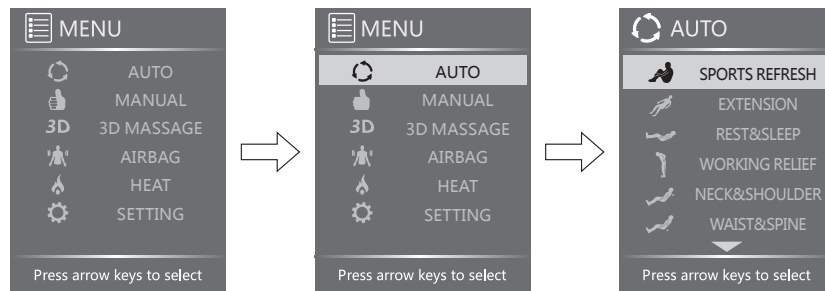 MENU
AUTO
MANUAL
3D 3D MASSAGE
AIRBAG
HEAT
SETTING
Press arrow keys to select
MENU
AUTO
MANUAL
3D 3D MASSAGE
AIRBAG
HEAT
SETTING
Press arrow keys to select
AUTO
SPORTS REFRESH
EXTENSION
REST&SLEEP
WORKING RELIEF
NECK&SHOULDER
WAIST&SPINE
Press arrow keys to select